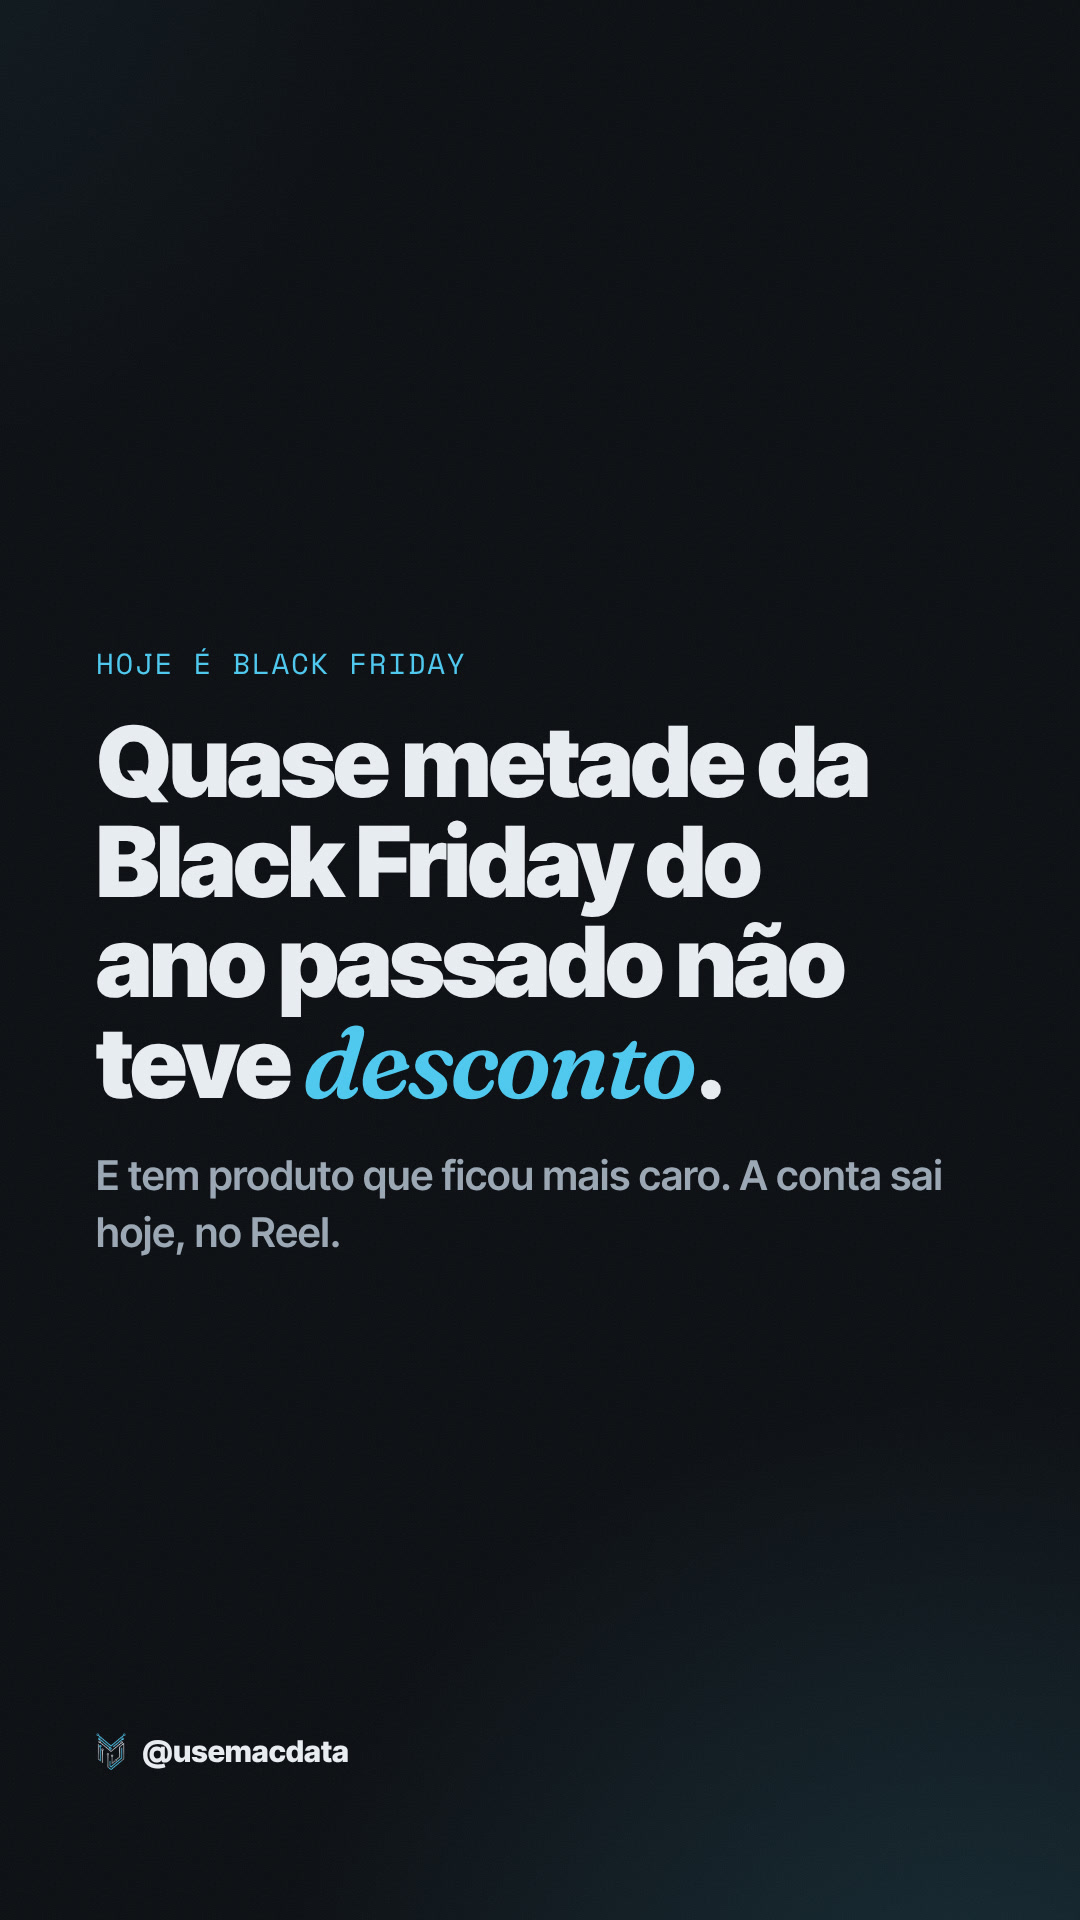 HOJE É BLACK FRIDAY
Quase metade da
Black Friday do
ano passado não
teve desconto.
E tem produto que ficou mais caro. A conta sai
hoje, no Reel.
@usemacdata